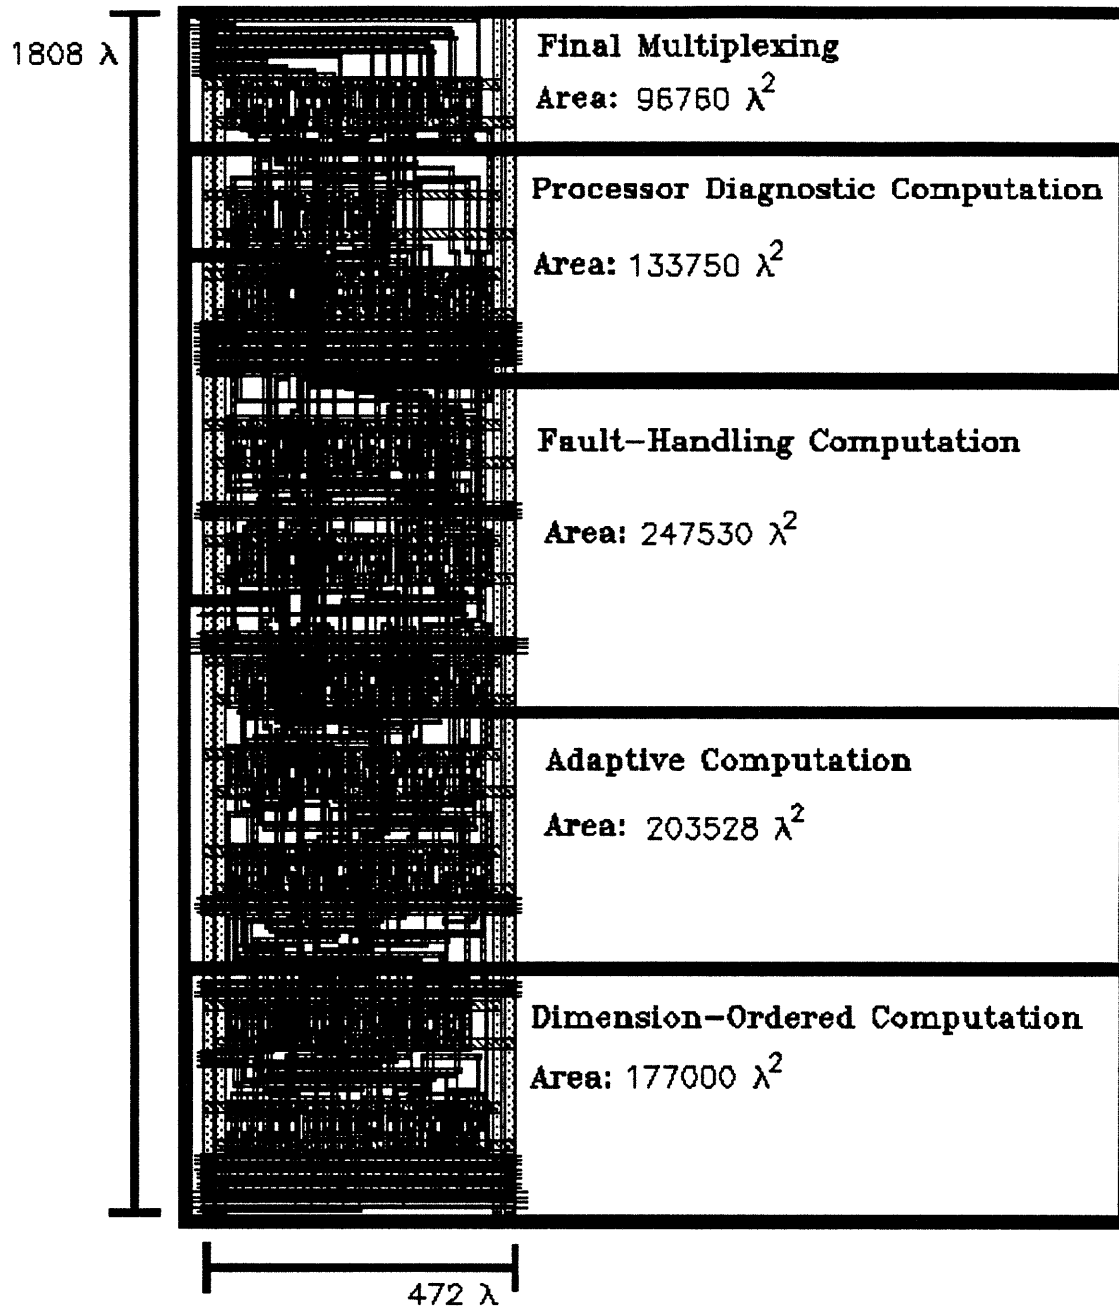 1808 λ
Final Multiplexing
Area: 96760 λ²
Processor Diagnostic Computation
Area: 133750 λ²
Fault-Handling Computation
Area: 247530 λ²
Adaptive Computation
Area: 203528 λ²
Dimension-Ordered Computation
Area: 177000 λ²
472 λ